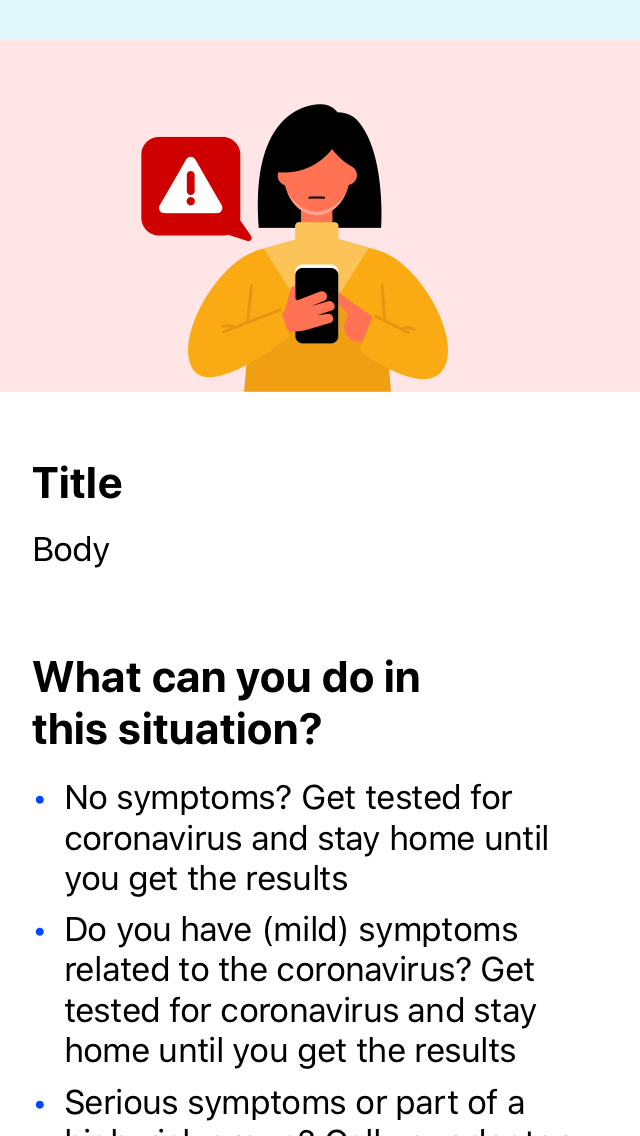 Title
Body
What can you do in
this situation?
• No symptoms? Get tested for
coronavirus and stay home until
you get the results
• Do you have (mild) symptoms
related to the coronavirus? Get
tested for coronavirus and stay
home until you get the results
• Serious symptoms or part of a